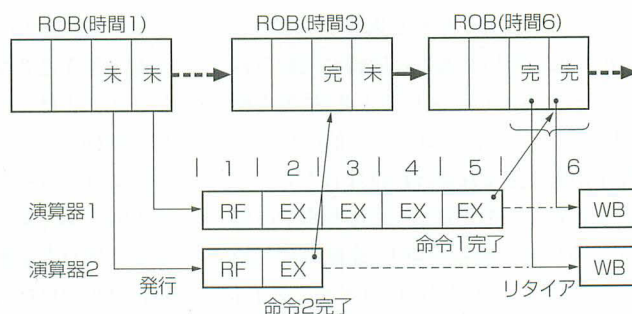 ROB(時間1) ROB(時間3) ROB(時間6)
未 未 完 未 完 完
1 2 3 4 5 6
演算器1 RF EX EX EX EX WB
命令1完了
演算器2 RF EX WB
発行 リタイア
命令2完了